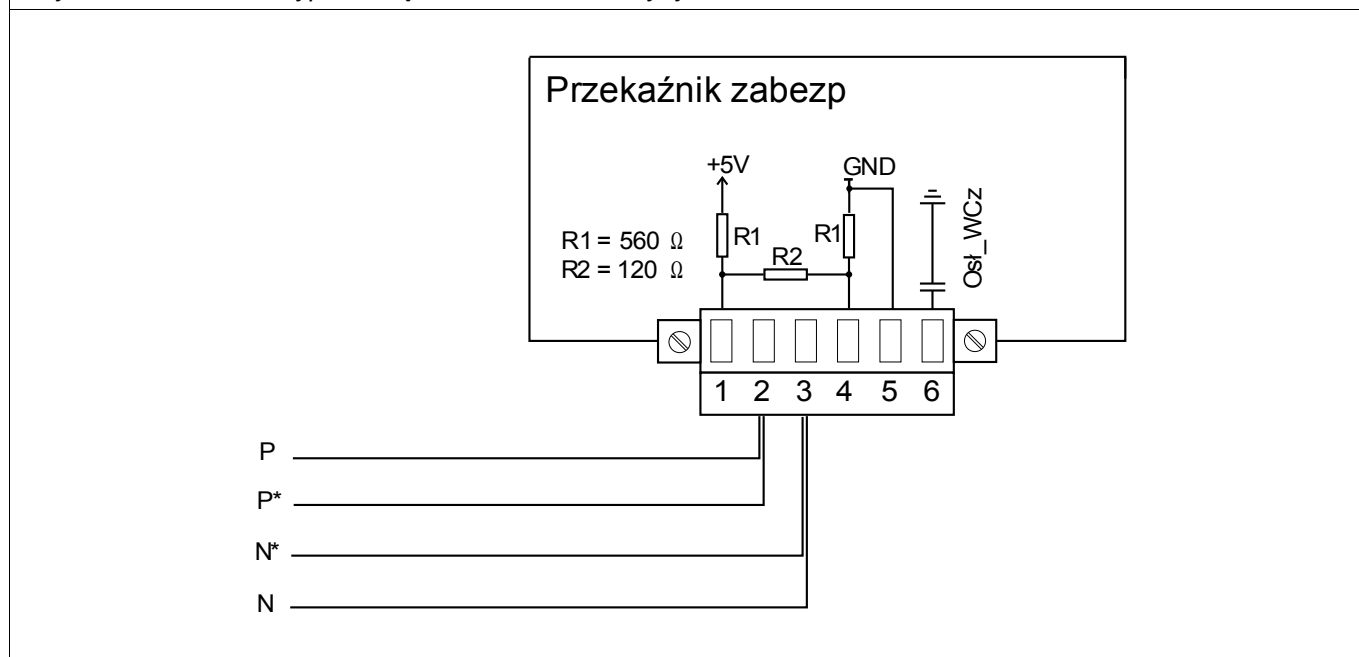 Przekaźnik zabezp
+5V
GND
R1 = 560 Ω
R2 = 120 Ω
R1
R2
R1
Osł_WCz
1 2 3 4 5 6
P
P*
N*
N